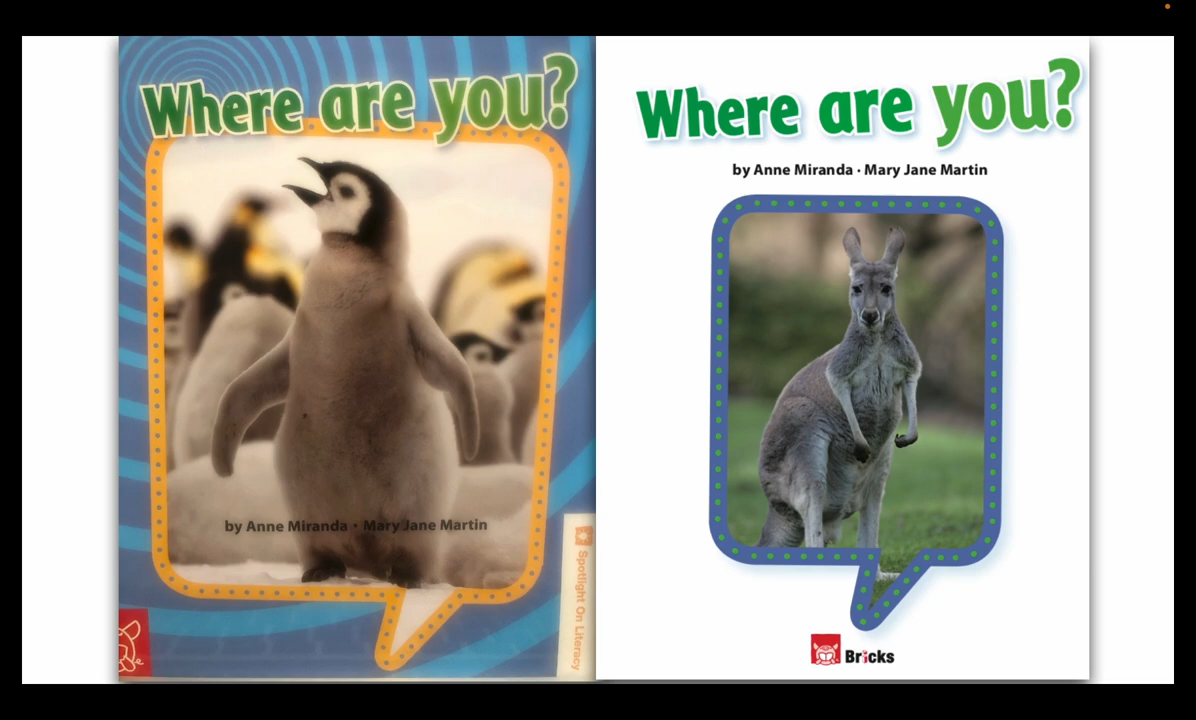 Where are you?
by Anne Miranda · Mary Jane Martin
Spotlight On Literacy
Where are you?
by Anne Miranda · Mary Jane Martin
Bricks